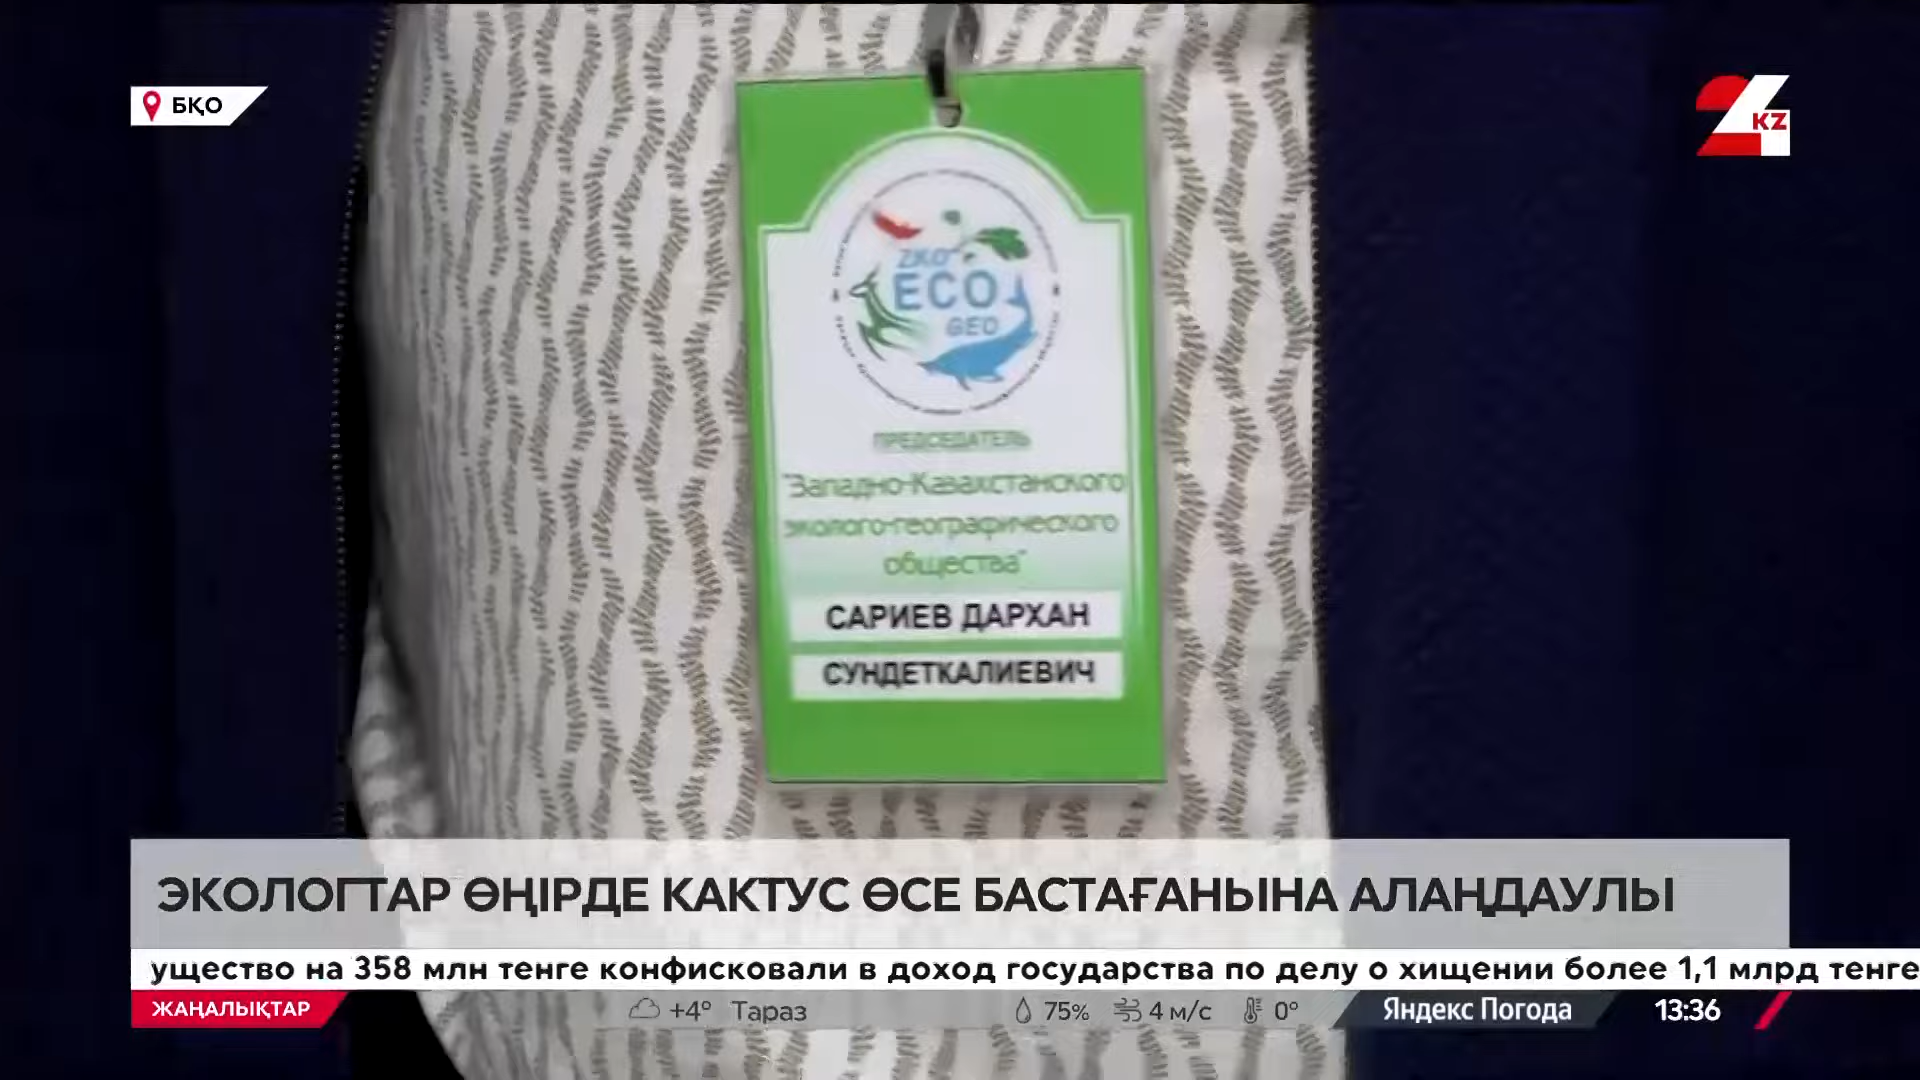 БҚО
24
KZ
ZKO
ECO
GEO
ПРЕДСЕДАТЕЛЬ
"Западно-Казахстанского
эколого-географического
общества"
САРИЕВ ДАРХАН
СУНДЕТКАЛИЕВИЧ
ЭКОЛОГТАР ӨҢІРДЕ КАКТУС ӨСЕ БАСТАҒАНЫНА АЛАҢДАУЛЫ
ущество на 358 млн тенге конфисковали в доход государства по делу о хищении более 1,1 млрд тенге
ЖАҢАЛЫҚТАР +4° Тараз 75% 4 м/с 0° Яндекс Погода 13:36